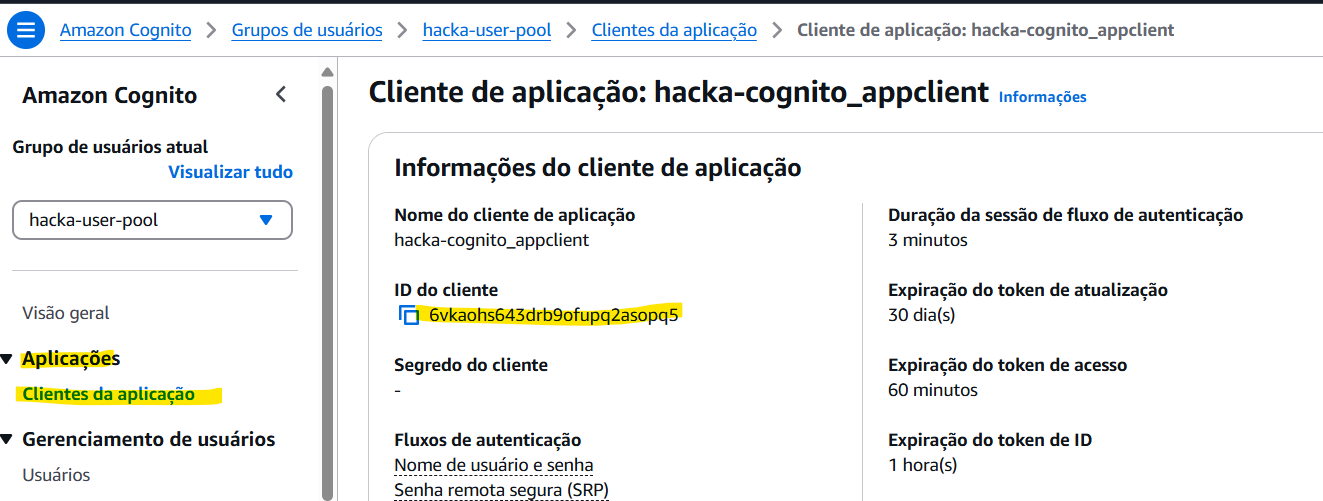 Amazon Cognito > Grupos de usuários > hacka-user-pool > Clientes da aplicação > Cliente de aplicação: hacka-cognito_appclient
Amazon Cognito
Grupo de usuários atual
Visualizar tudo
hacka-user-pool
Visão geral
Aplicações
Clientes da aplicação
Gerenciamento de usuários
Usuários
Cliente de aplicação: hacka-cognito_appclient Informações
Informações do cliente de aplicação
Nome do cliente de aplicação
hacka-cognito_appclient
ID do cliente
6vkaohs643drb9ofupq2asopq5
Segredo do cliente
-
Fluxos de autenticação
Nome de usuário e senha
Senha remota segura (SRP)
Duração da sessão de fluxo de autenticação
3 minutos
Expiração do token de atualização
30 dia(s)
Expiração do token de acesso
60 minutos
Expiração do token de ID
1 hora(s)